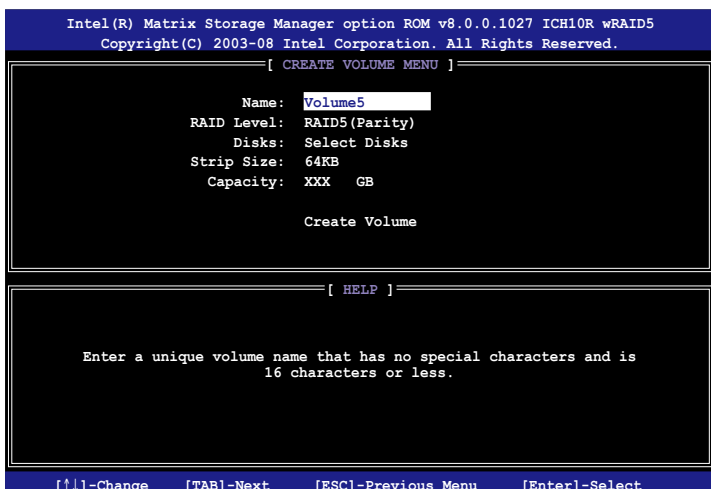 Intel(R) Matrix Storage Manager option ROM v8.0.0.1027 ICH10R wRAID5
Copyright(C) 2003-08 Intel Corporation. All Rights Reserved.
[ CREATE VOLUME MENU ]
Name: Volume5
RAID Level: RAID5(Parity)
Disks: Select Disks
Strip Size: 64KB
Capacity: XXX GB
Create Volume
[ HELP ]
Enter a unique volume name that has no special characters and is
16 characters or less.
[↑↓]-Change [TAB]-Next [ESC]-Previous Menu [Enter]-Select